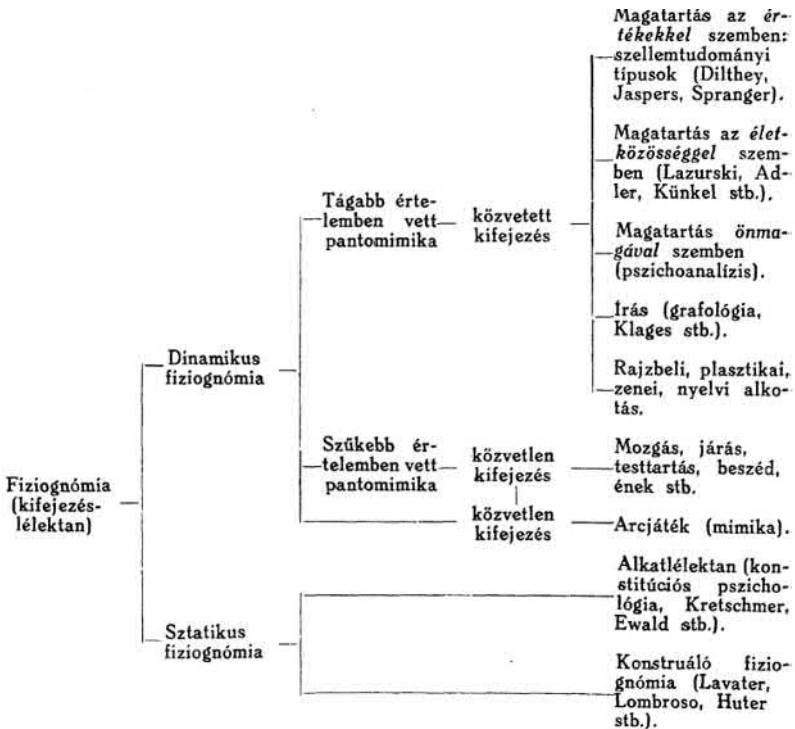 Fiziognómia
(kifejezés-
lélektan)
Dinamikus
fiziognómia
Tágabb érte-
lemben vett
pantomimika
közvetett
kifejezés
Magatartás az ér-
tékekkel szemben:
szellemtudományi
típusok (Dilthey,
Jaspers, Spranger).
Magatartás az élet-
közösséggel szem-
ben (Lazurski, Ad-
ler, Künkel stb.).
Magatartás önma-
gával szemben
(pszichoanalízis).
Írás (grafológia,
Klages stb.).
Rajzbeli, plasztikai,
zenei, nyelvi alko-
tás.
Szűkebb ér-
telemben vett
pantomimika
közvetlen
kifejezés
Mozgás, járás,
testtartás, beszéd,
ének stb.
közvetlen
kifejezés
Arcjáték (mimika).
Sztatikus
fiziognómia
Alkatlélektan (kon-
stitúciós pszicho-
lógia, Kretschmer,
Ewald stb.).
Konstruáló fizio-
gnómia (Lavater,
Lombroso, Huter
stb.).